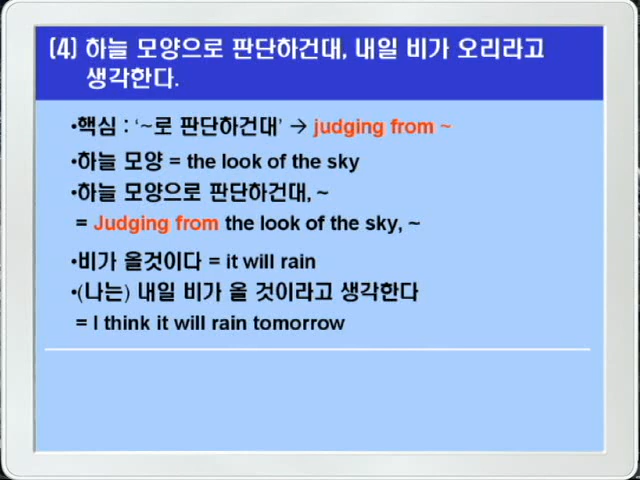 (4) 하늘 모양으로 판단하건대, 내일 비가 오리라고
생각한다.
•핵심 : ‘~로 판단하건대’ → judging from ~
•하늘 모양 = the look of the sky
•하늘 모양으로 판단하건대, ~
= Judging from the look of the sky, ~
•비가 올것이다 = it will rain
•(나는) 내일 비가 올 것이라고 생각한다
= I think it will rain tomorrow